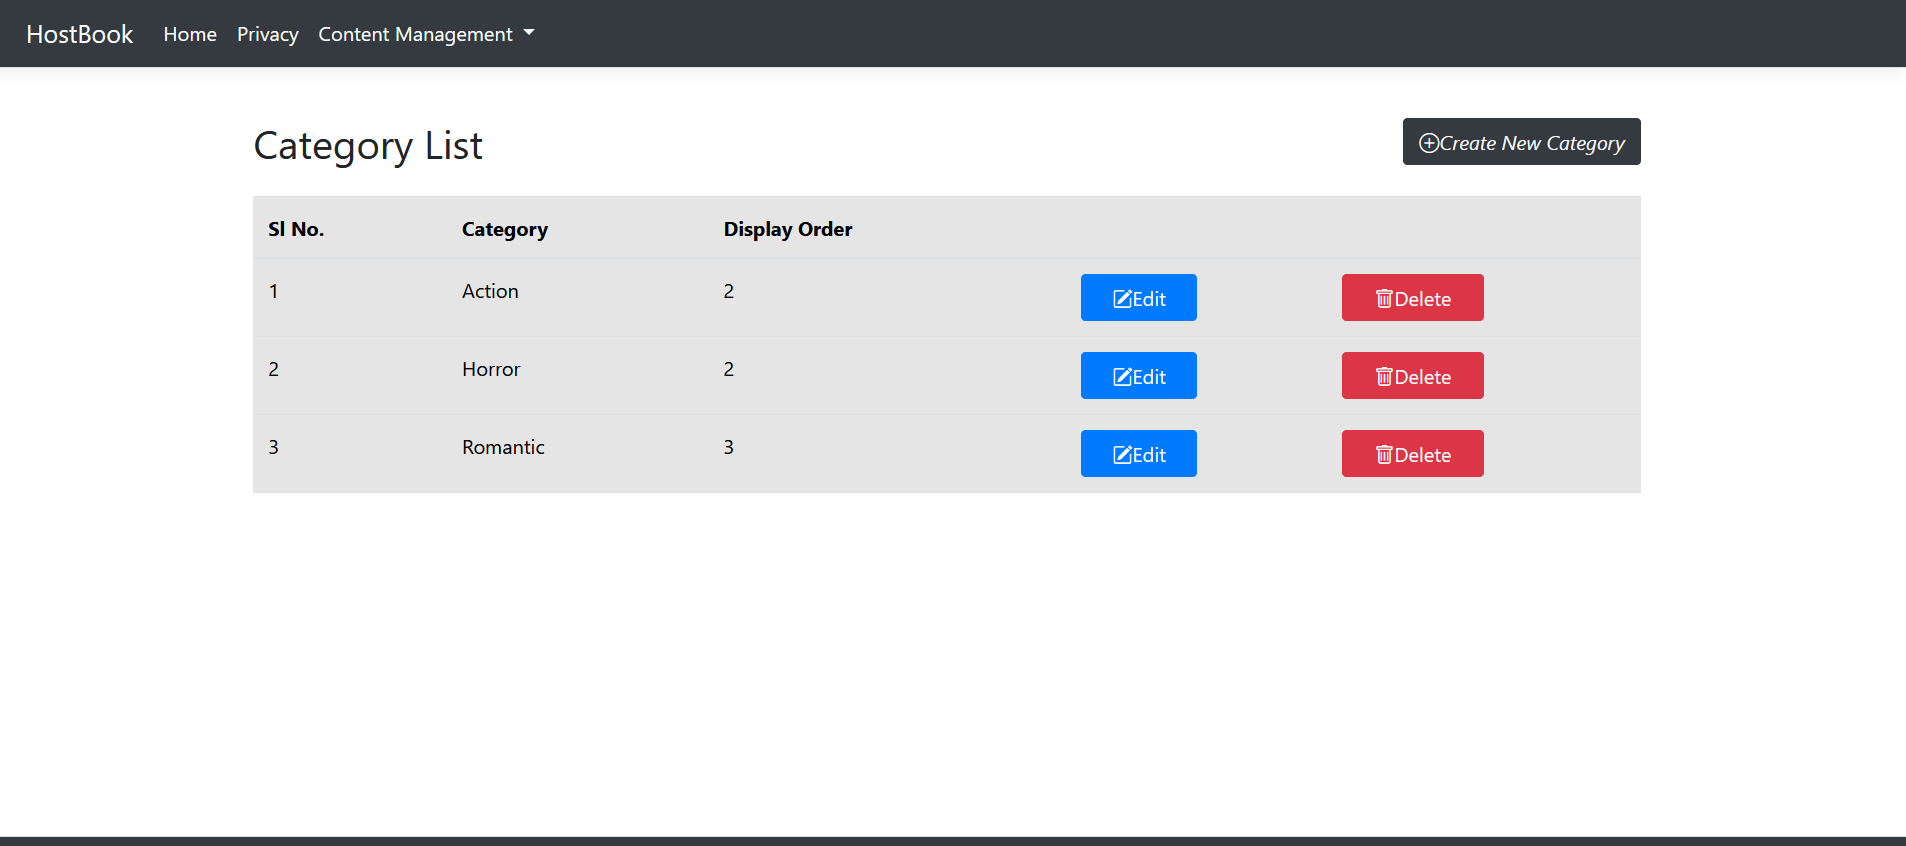 HostBook Home Privacy Content Management
Category List
Create New Category
Sl No. Category Display Order
1 Action 2 Edit Delete
2 Horror 2 Edit Delete
3 Romantic 3 Edit Delete